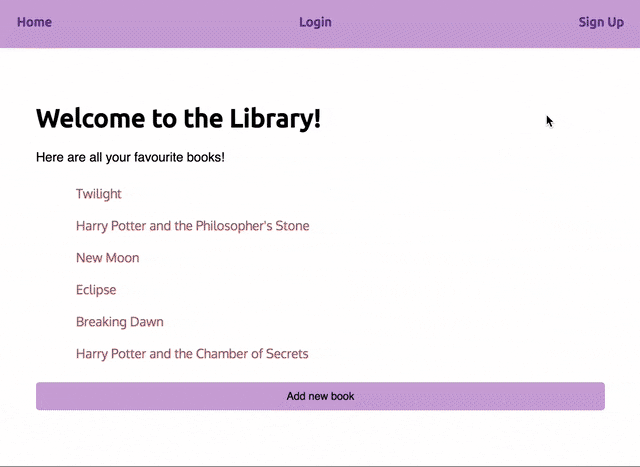 Home Login Sign Up
Welcome to the Library!
Here are all your favourite books!
Twilight
Harry Potter and the Philosopher's Stone
New Moon
Eclipse
Breaking Dawn
Harry Potter and the Chamber of Secrets
Add new book